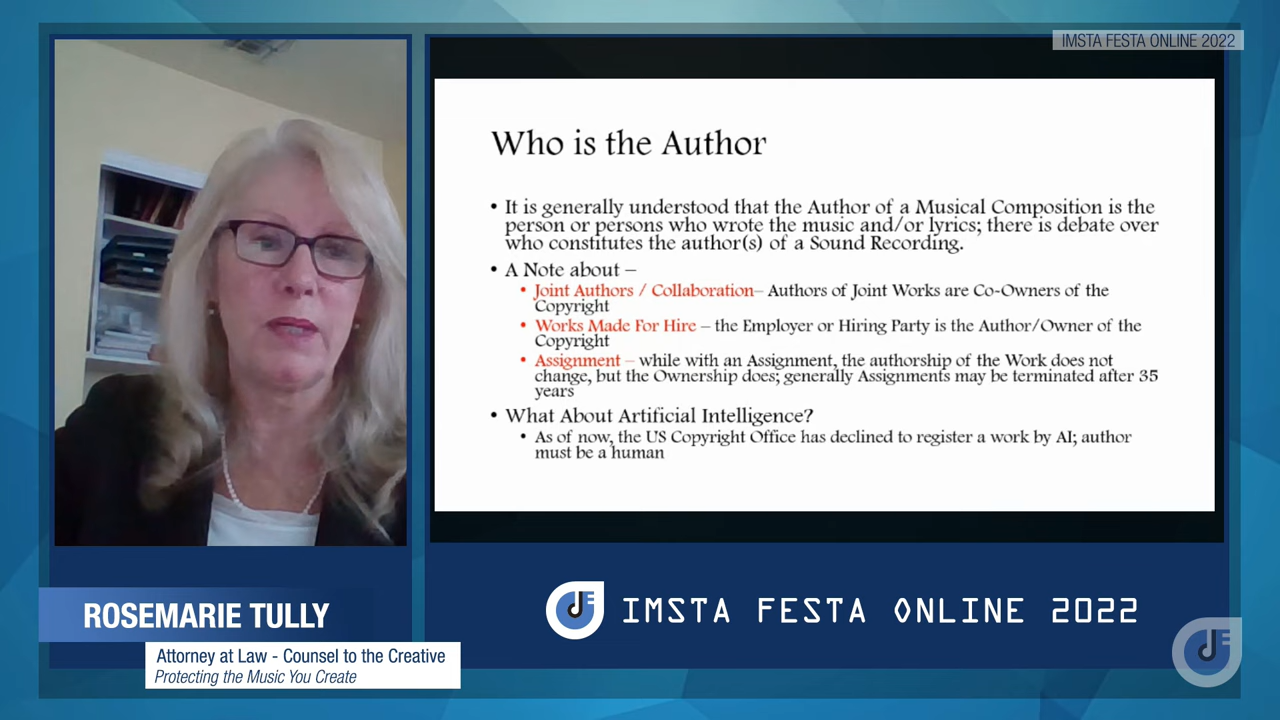 IMSTA FESTA ONLINE 2022
Who is the Author
• It is generally understood that the Author of a Musical Composition is the
person or persons who wrote the music and/or lyrics; there is debate over
who constitutes the author(s) of a Sound Recording.
• A Note about –
• Joint Authors / Collaboration– Authors of Joint Works are Co-Owners of the
Copyright
• Works Made For Hire – the Employer or Hiring Party is the Author/Owner of the
Copyright
• Assignment – while with an Assignment, the authorship of the Work does not
change, but the Ownership does; generally Assignments may be terminated after 35
years
• What About Artificial Intelligence?
• As of now, the US Copyright Office has declined to register a work by AI; author
must be a human
ROSEMARIE TULLY
Attorney at Law - Counsel to the Creative
Protecting the Music You Create
IMSTA FESTA ONLINE 2022